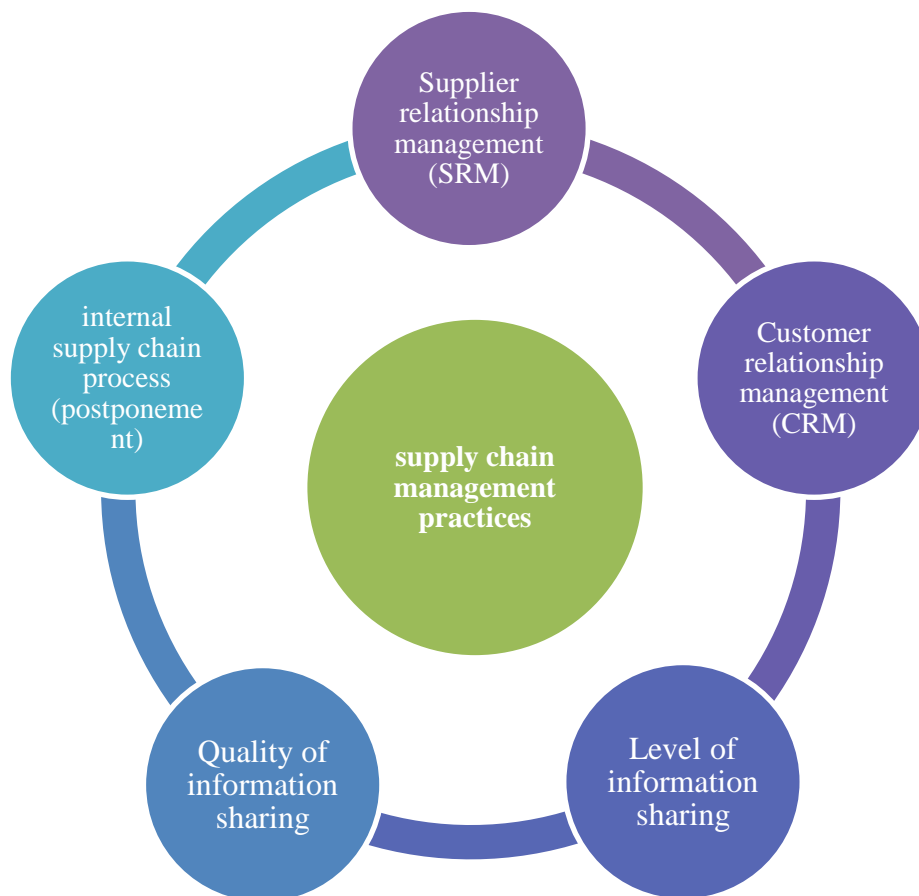 Supplier
relationship
management
(SRM)
Customer
relationship
management
(CRM)
Level of
information
sharing
Quality of
information
sharing
internal
supply chain
process
(postponeme
nt)
supply chain
management
practices